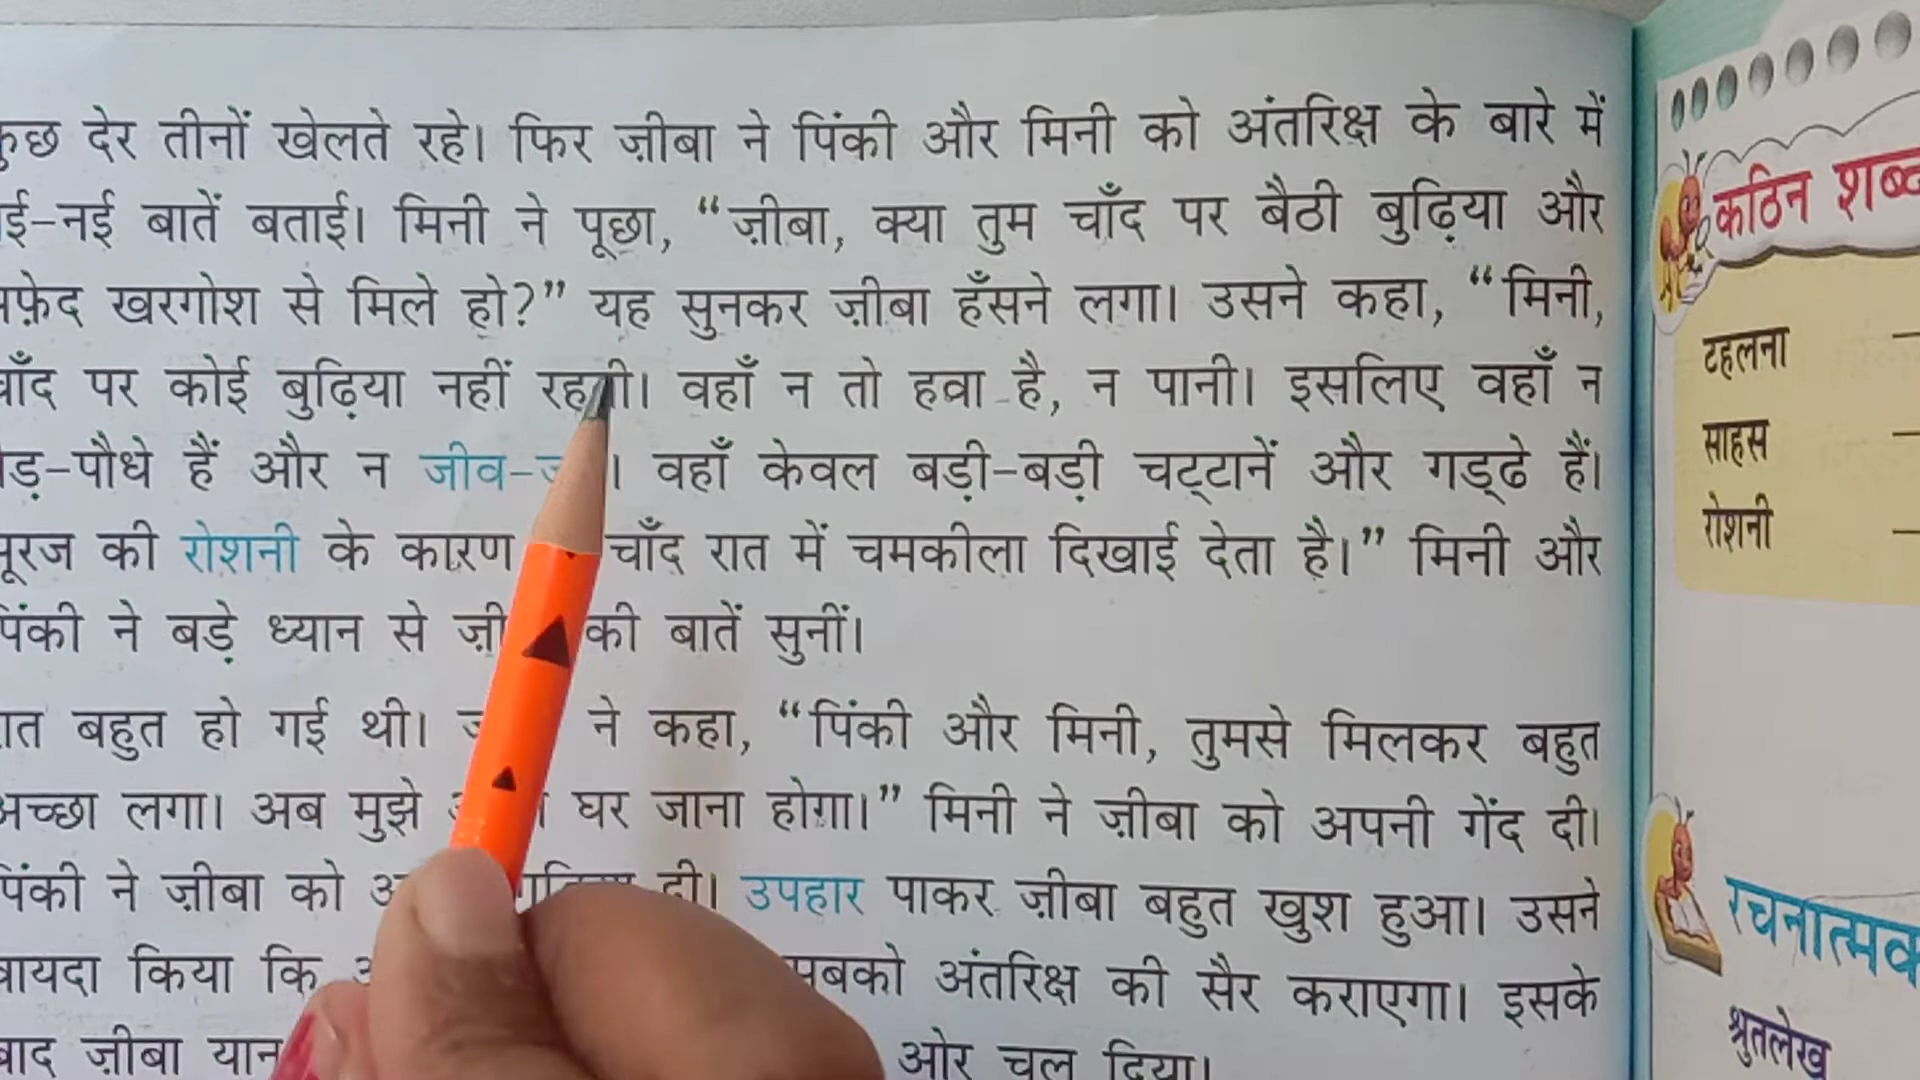 कुछ देर तीनों खेलते रहे। फिर ज़ीबा ने पिंकी और मिनी को अंतरिक्ष के बारे में
ई-नई बातें बताई। मिनी ने पूछा, “ज़ीबा, क्या तुम चाँद पर बैठी बुढ़िया और
सफ़ेद खरगोश से मिले हो?” यह सुनकर ज़ीबा हँसने लगा। उसने कहा, “मिनी,
चाँद पर कोई बुढ़िया नहीं रहती। वहाँ न तो हवा है, न पानी। इसलिए वहाँ न
पेड़-पौधे हैं और न जीव-ज। वहाँ केवल बड़ी-बड़ी चट्टानें और गड्ढे हैं।
सूरज की रोशनी के कारण चाँद रात में चमकीला दिखाई देता है।” मिनी और
पिंकी ने बड़े ध्यान से ज़ी की बातें सुनीं।
रात बहुत हो गई थी। ने कहा, “पिंकी और मिनी, तुमसे मिलकर बहुत
अच्छा लगा। अब मुझे घर जाना होगा।” मिनी ने ज़ीबा को अपनी गेंद दी।
पिंकी ने ज़ीबा को दी। उपहार पाकर ज़ीबा बहुत खुश हुआ। उसने
वायदा किया कि सबको अंतरिक्ष की सैर कराएगा। इसके
बाद ज़ीबा यान ओर चल दिया।
कठिन शब्द
टहलना –
साहस –
रोशनी –
रचनात्मक
श्रुतलेख